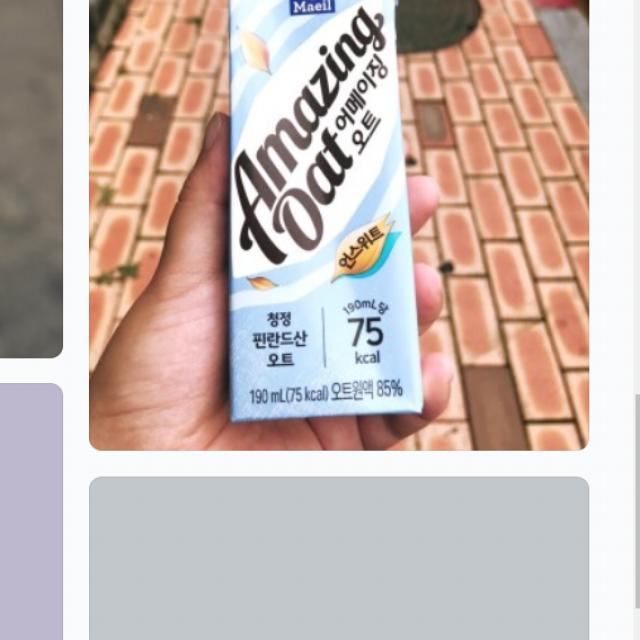 Maeil
Amazing
Oat
어메이징
오트
언스위트
청정
핀란드산
오트
190mL당
75
kcal
190 mL(75 kcal) 오트원액 85%